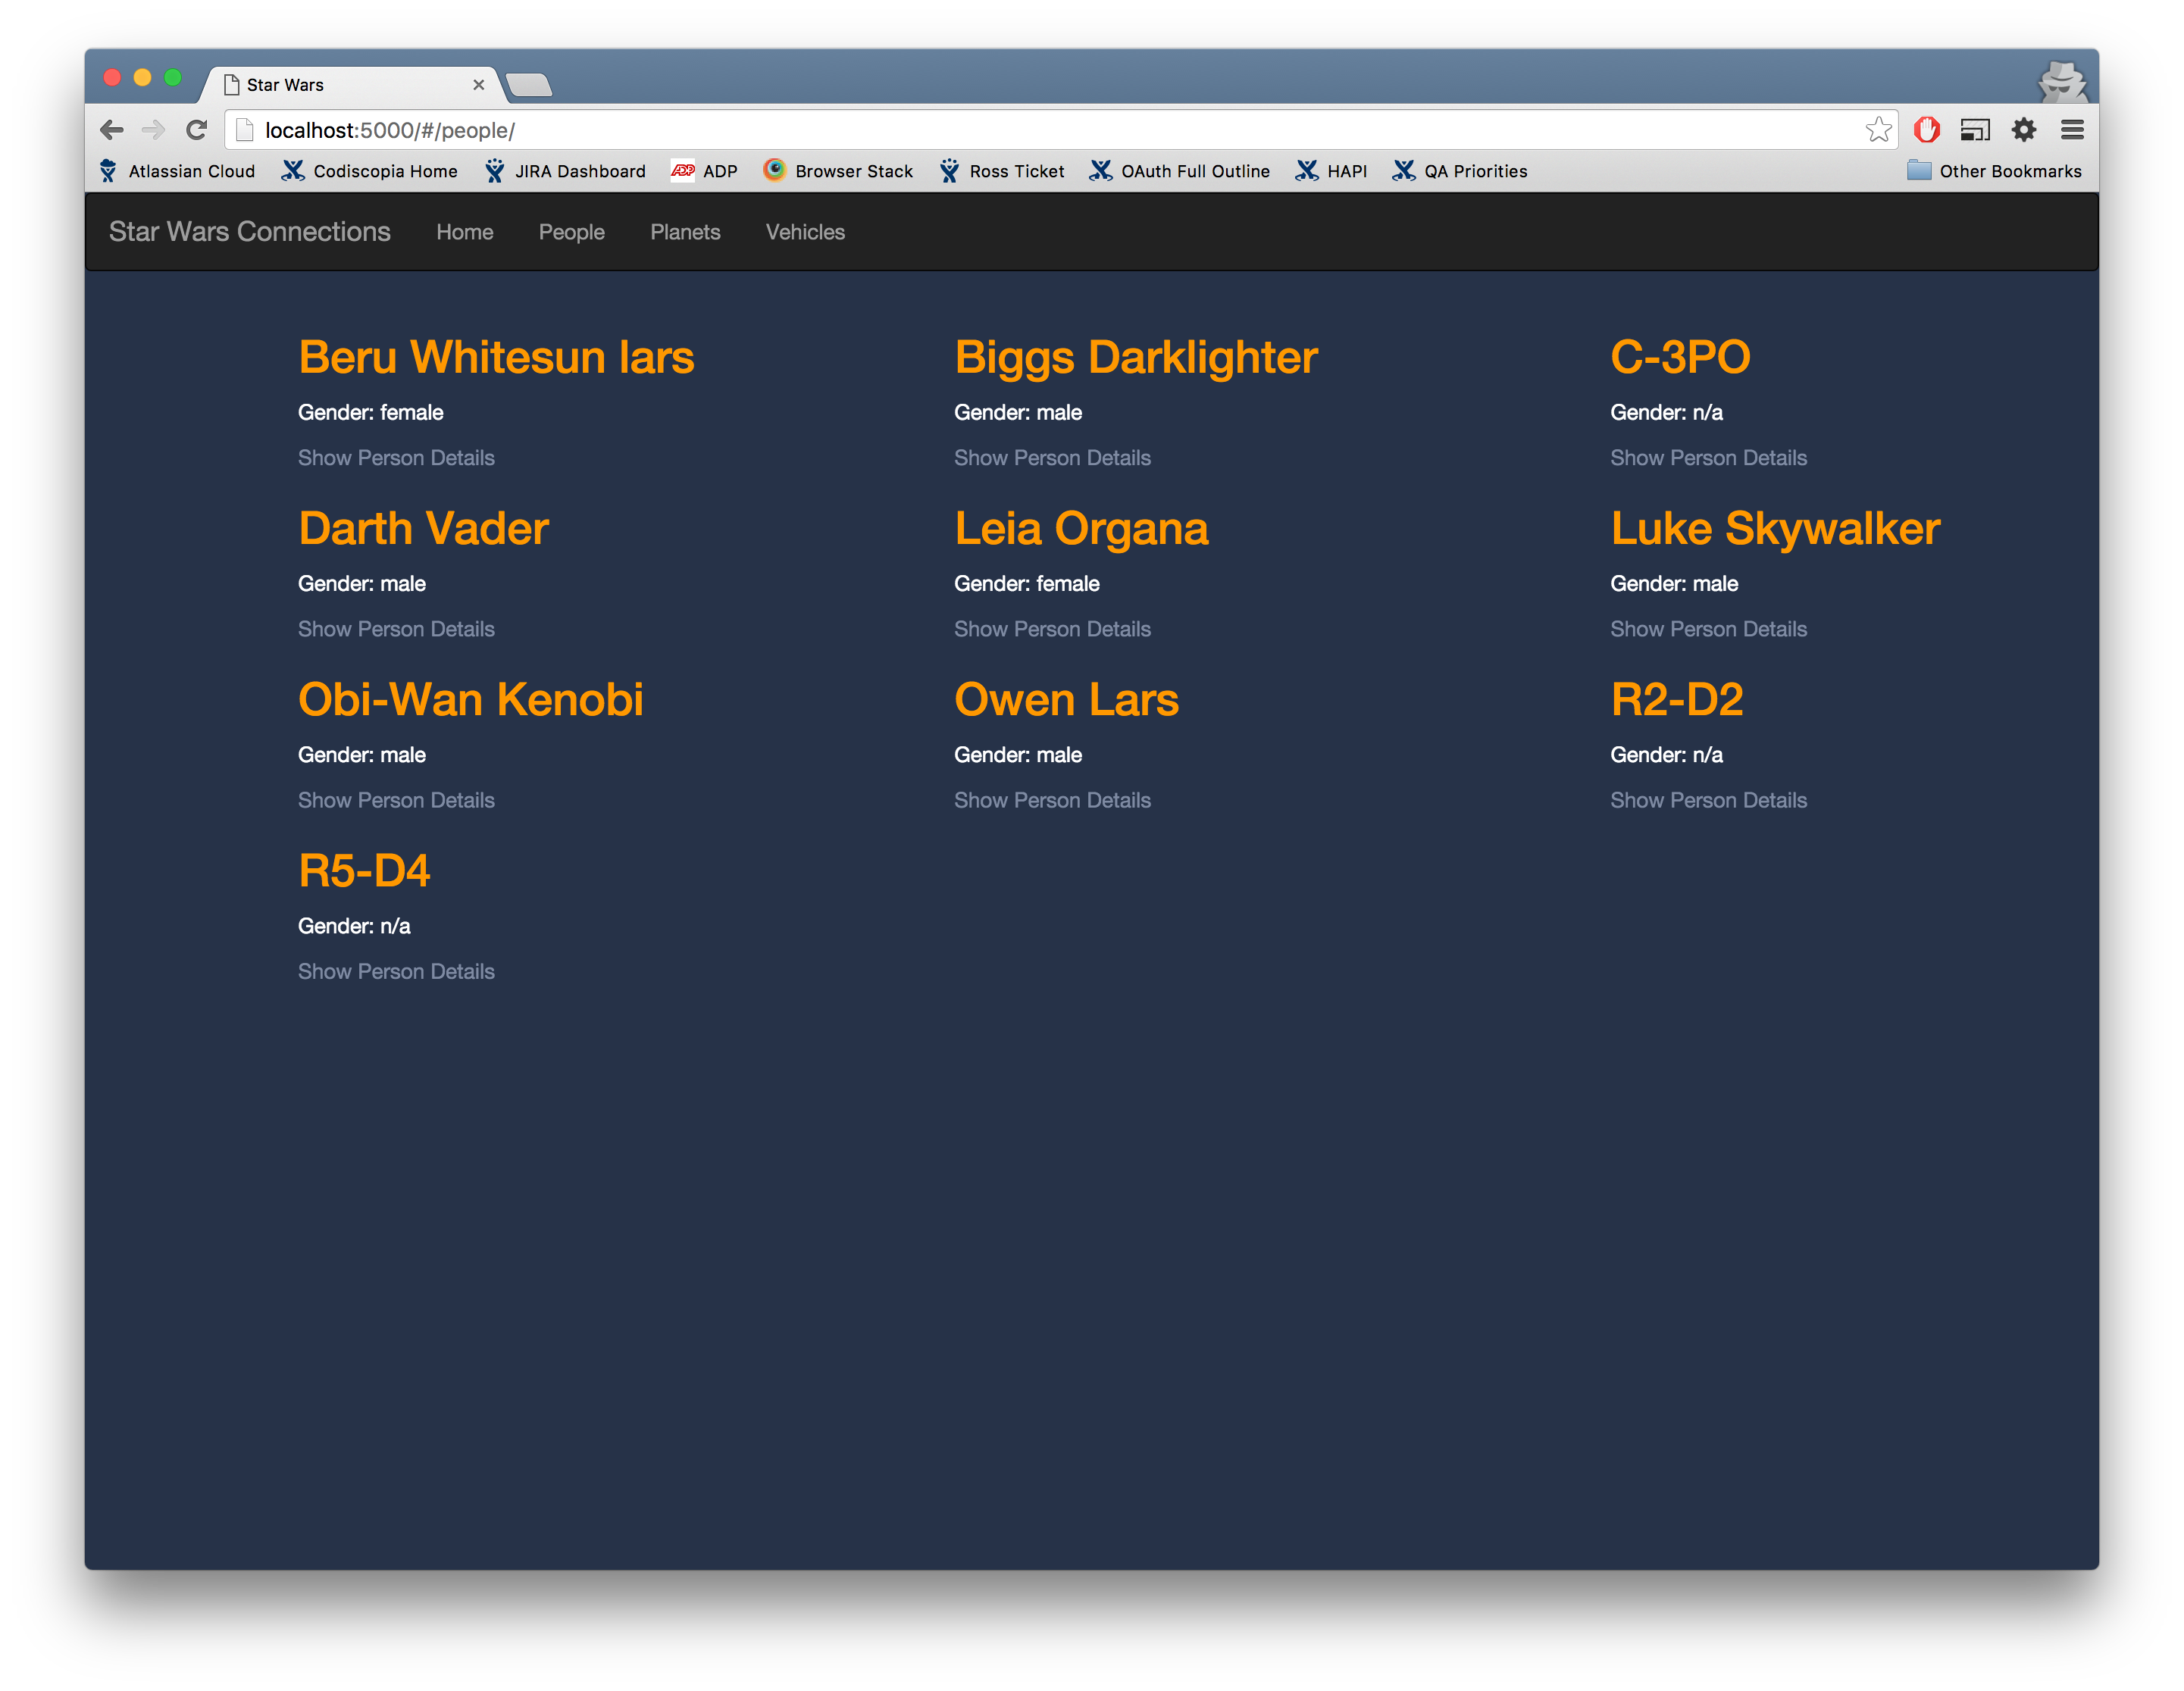 Star Wars
localhost:5000/#/people/
Atlassian Cloud Codiscopia Home JIRA Dashboard ADP ADP Browser Stack Ross Ticket OAuth Full Outline HAPI QA Priorities Other Bookmarks
Star Wars Connections Home People Planets Vehicles
Beru Whitesun lars Biggs Darklighter C-3PO
Gender: female Gender: male Gender: n/a
Show Person Details Show Person Details Show Person Details
Darth Vader Leia Organa Luke Skywalker
Gender: male Gender: female Gender: male
Show Person Details Show Person Details Show Person Details
Obi-Wan Kenobi Owen Lars R2-D2
Gender: male Gender: male Gender: n/a
Show Person Details Show Person Details Show Person Details
R5-D4
Gender: n/a
Show Person Details